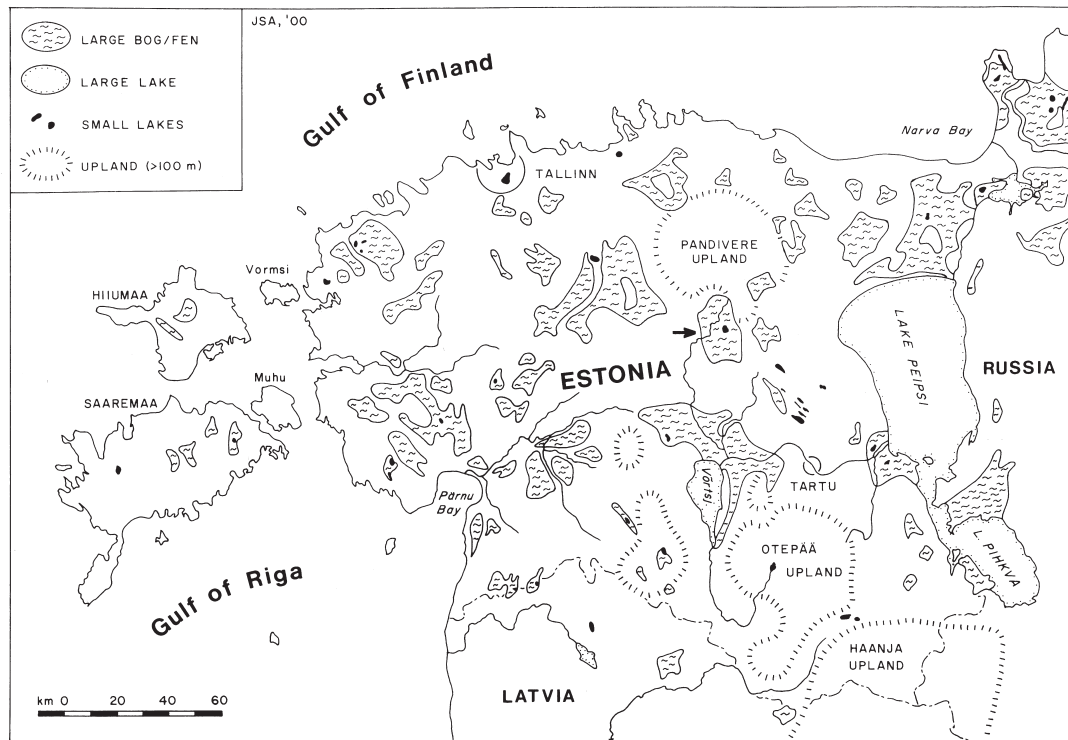 LARGE BOG/FEN
LARGE LAKE
SMALL LAKES
UPLAND (>100 m)
JSA, '00
Gulf of Finland
Narva Bay
TALLINN
PANDIVERE
UPLAND
Vormsi
HIIUMAA
LAKE PEIPSI
ESTONIA
RUSSIA
Muhu
SAAREMAA
Võrtsj
TARTU
Pärnu
Bay
OTEPÄÄ
UPLAND
L. PIHKVA
Gulf of Riga
HAANJA
UPLAND
LATVIA
km 0 20 40 60